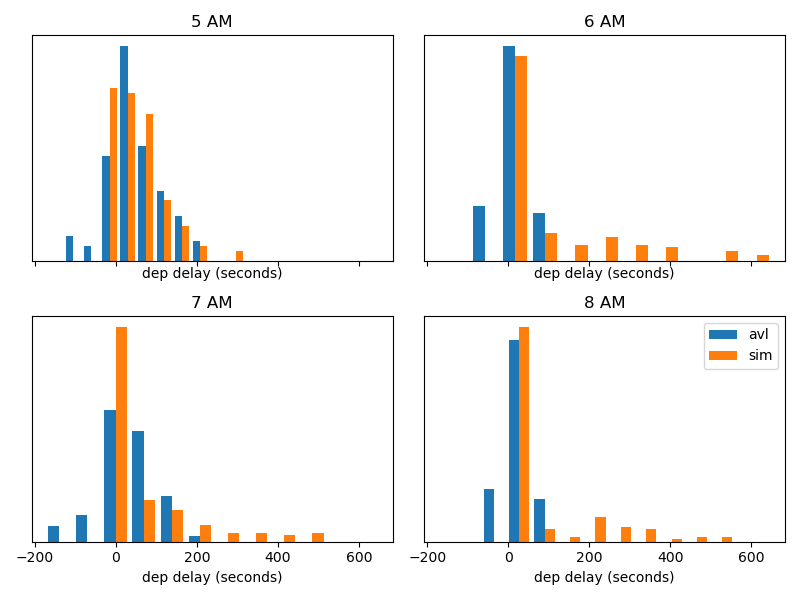 5 AM
6 AM
dep delay (seconds)
dep delay (seconds)
7 AM
8 AM
avl
sim
−200 0 200 400 600
−200 0 200 400 600
dep delay (seconds)
dep delay (seconds)